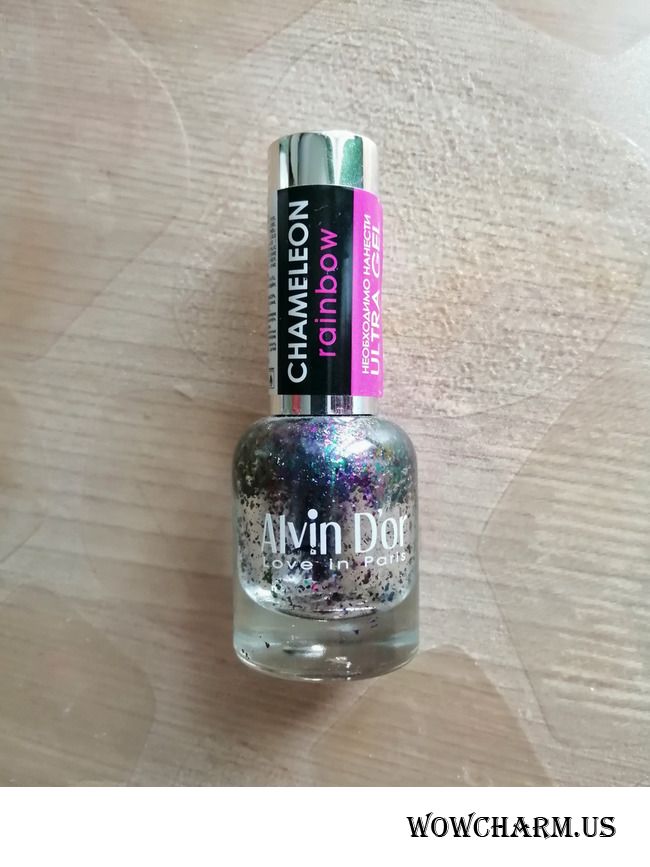 CHAMELEON
rainbow
НЕОБХОДИМО НАНЕСТИ
ULTRA GEL
Alvin D'or
Love in Paris
WOWCHARM.US